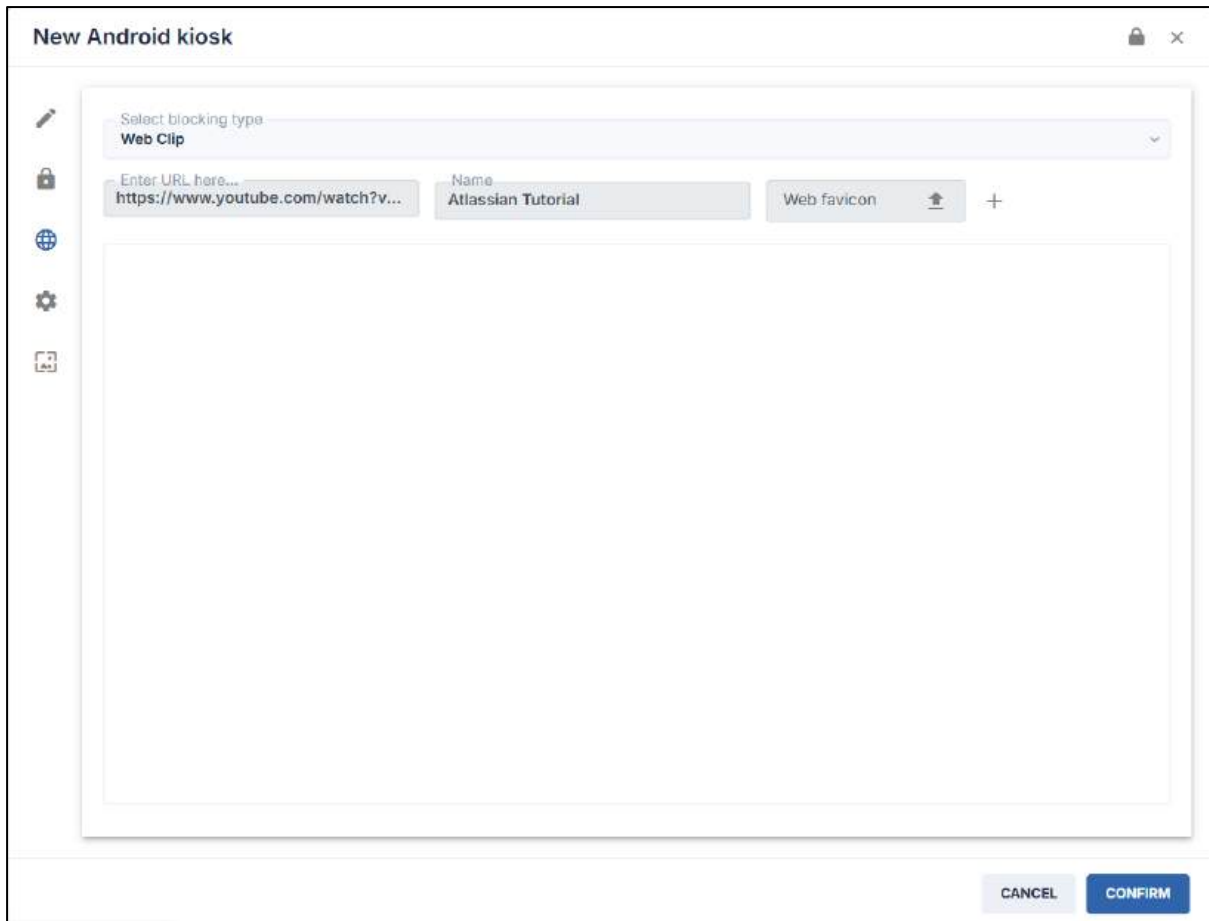 New Android kiosk
Select blocking type
Web Clip
Enter URL here...
https://www.youtube.com/watch?v...
Name
Atlassian Tutorial
Web favicon
CANCEL
CONFIRM